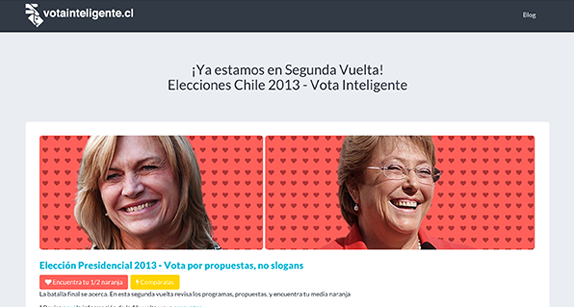 votainteligente.cl
Blog
¡Ya estamos en Segunda Vuelta!
Elecciones Chile 2013 - Vota Inteligente
Elección Presidencial 2013 - Vota por propuestas, no slogans
Encuentra tu 1/2 naranja
Compáralas
La batalla final se acerca. En esta segunda vuelta revisa los programas, propuestas, y encuentra tu media naranja